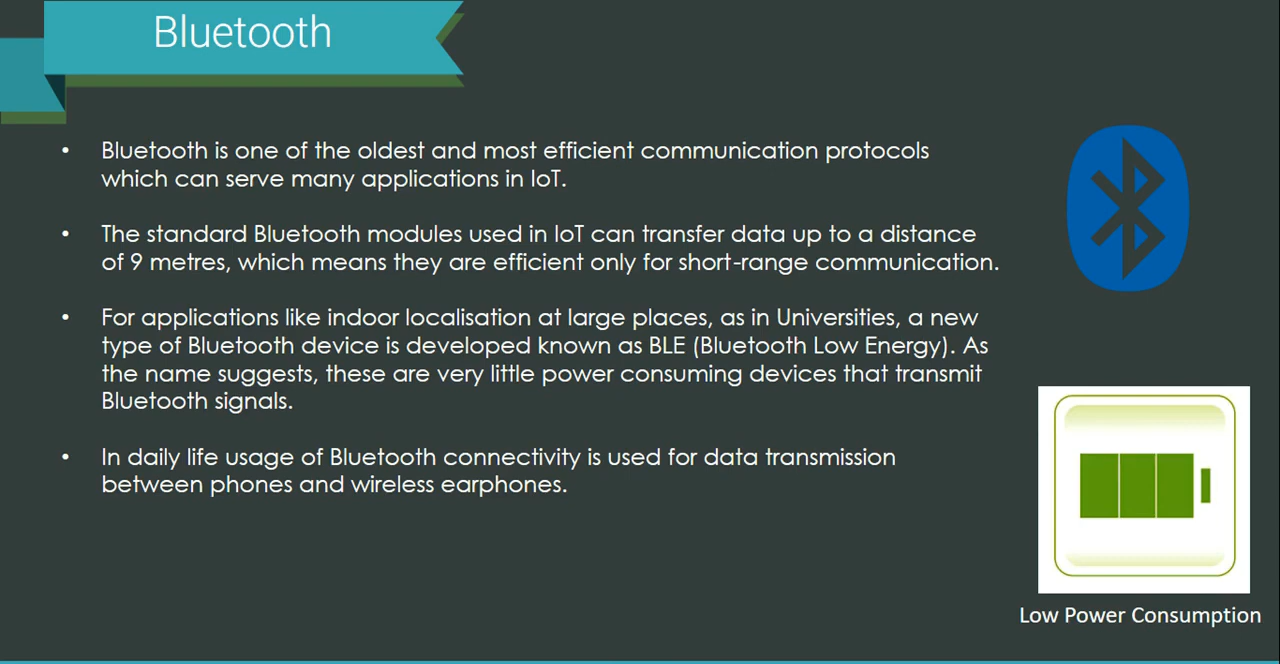 Bluetooth
• Bluetooth is one of the oldest and most efficient communication protocols
which can serve many applications in IoT.
• The standard Bluetooth modules used in IoT can transfer data up to a distance
of 9 metres, which means they are efficient only for short-range communication.
• For applications like indoor localisation at large places, as in Universities, a new
type of Bluetooth device is developed known as BLE (Bluetooth Low Energy). As
the name suggests, these are very little power consuming devices that transmit
Bluetooth signals.
• In daily life usage of Bluetooth connectivity is used for data transmission
between phones and wireless earphones.
Low Power Consumption